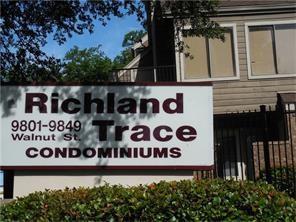 Richland
9801-9849 Trace
Walnut St.
CONDOMINIUMS